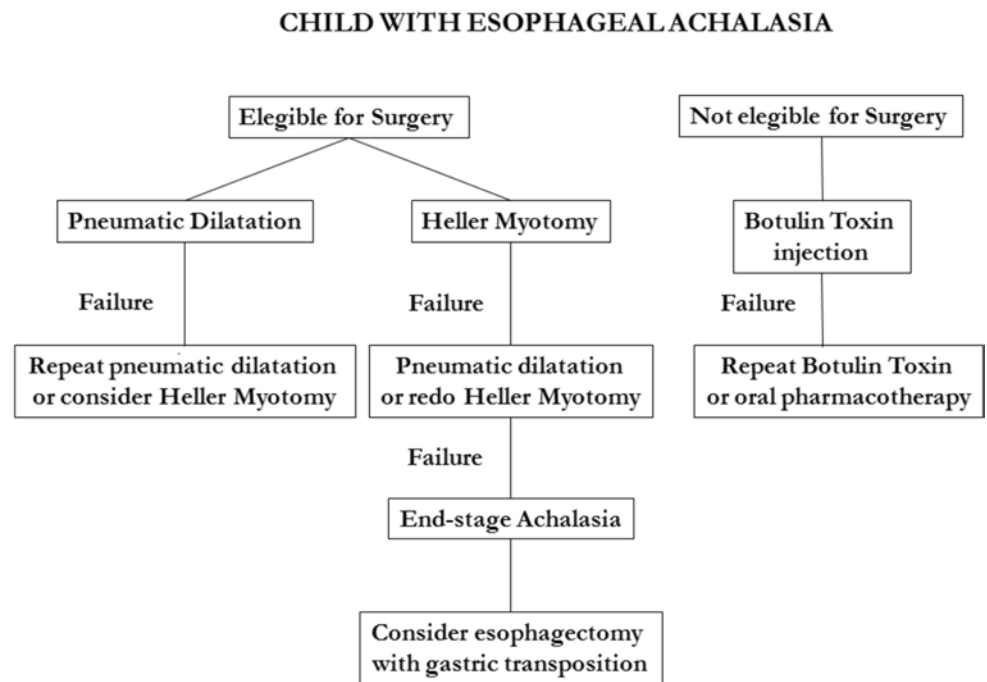 CHILD WITH ESOPHAGEAL ACHALASIA
Elegible for Surgery
Not elegible for Surgery
Pneumatic Dilatation
Heller Myotomy
Botulin Toxin
injection
Failure
Failure
Failure
Repeat pneumatic dilatation
or consider Heller Myotomy
Pneumatic dilatation
or redo Heller Myotomy
Repeat Botulin Toxin
or oral pharmacotherapy
Failure
End-stage Achalasia
Consider esophagectomy
with gastric transposition